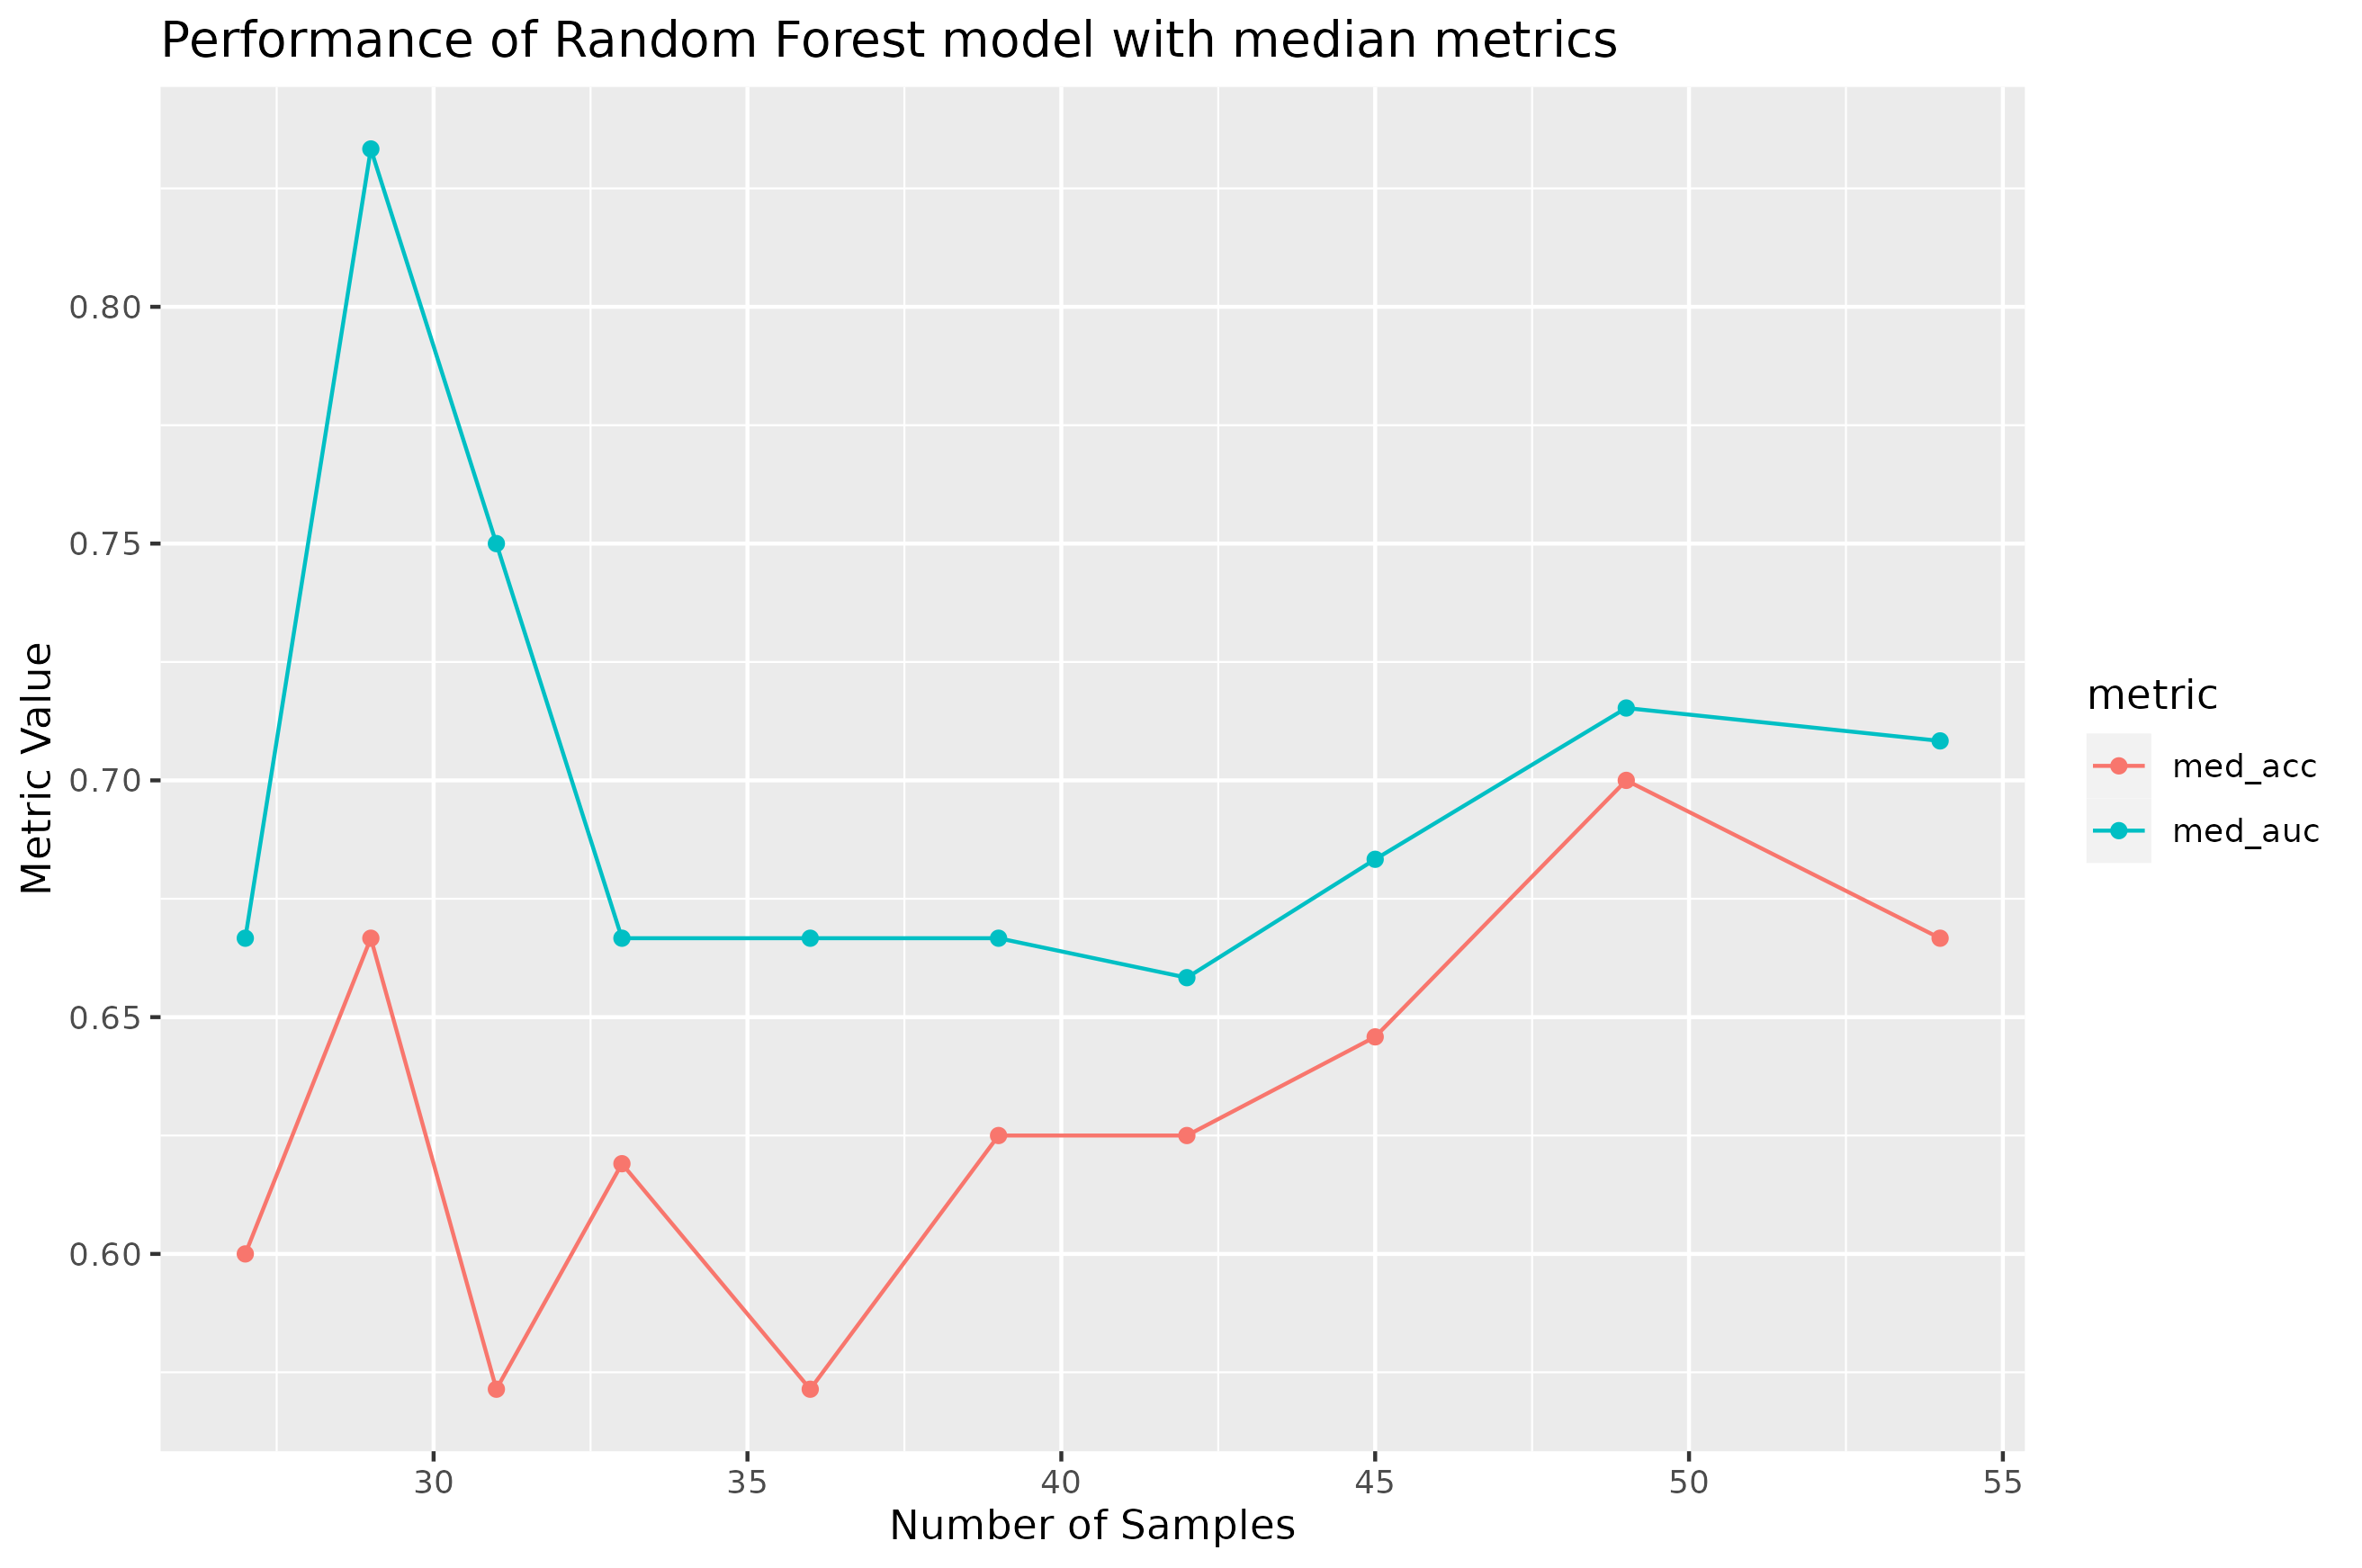 Performance of Random Forest model with median metrics
0.80
0.75
0.70
0.65
0.60
Metric Value
30 35 40 45 50 55
Number of Samples
metric
med_acc
med_auc